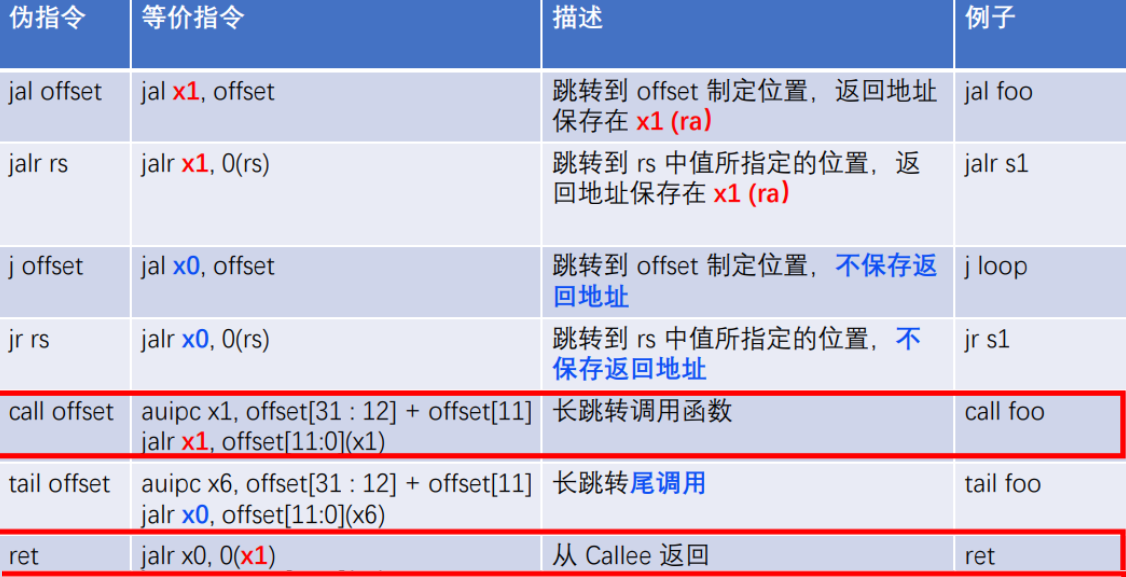 伪指令 等价指令 描述 例子
jal offset jal x1, offset 跳转到 offset 制定位置，返回地址 jal foo
保存在 x1 (ra)
jalr rs jalr x1, 0(rs) 跳转到 rs 中值所指定的位置，返 jalr s1
回地址保存在 x1 (ra)
j offset jal x0, offset 跳转到 offset 制定位置，不保存返 j loop
回地址
jr rs jalr x0, 0(rs) 跳转到 rs 中值所指定的位置，不 jr s1
保存返回地址
call offset auipc x1, offset[31 : 12] + offset[11] 长跳转调用函数 call foo
jalr x1, offset[11:0](x1)
tail offset auipc x6, offset[31 : 12] + offset[11] 长跳转尾调用 tail foo
jalr x0, offset[11:0](x6)
ret jalr x0, 0(x1) 从 Callee 返回 ret